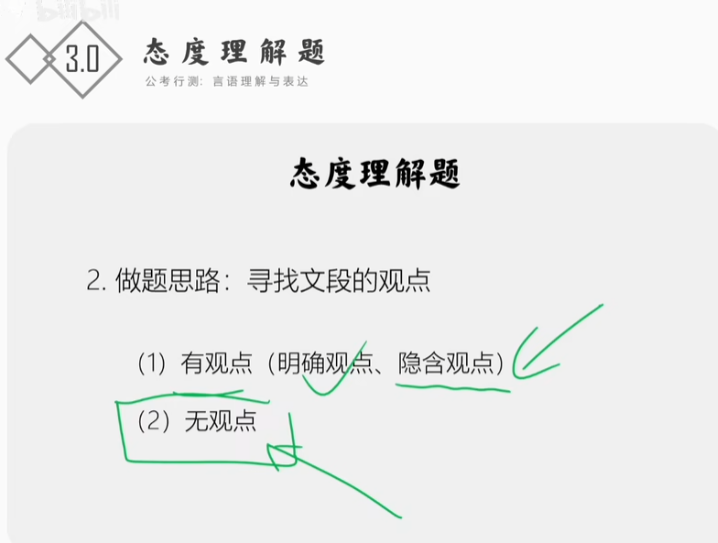 bilibili
3.0
态度理解题
公考行测: 言语理解与表达
态度理解题
2. 做题思路：寻找文段的观点
（1）有观点（明确观点、隐含观点）
（2）无观点